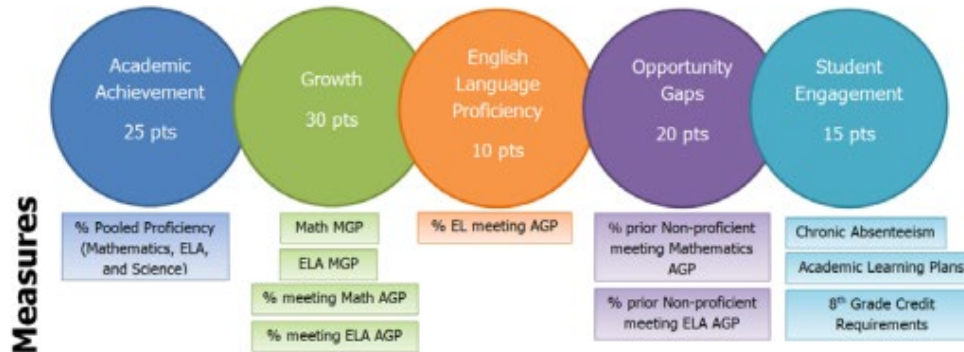 Academic
Achievement
25 pts
Growth
30 pts
English
Language
Proficiency
10 pts
Opportunity
Gaps
20 pts
Student
Engagement
15 pts
Measures
% Pooled Proficiency
(Mathematics, ELA,
and Science)
Math MGP
ELA MGP
% meeting Math AGP
% meeting ELA AGP
% EL meeting AGP
% prior Non-proficient
meeting Mathematics
AGP
% prior Non-proficient
meeting ELA AGP
Chronic Absenteeism
Academic Learning Plans
8th Grade Credit
Requirements